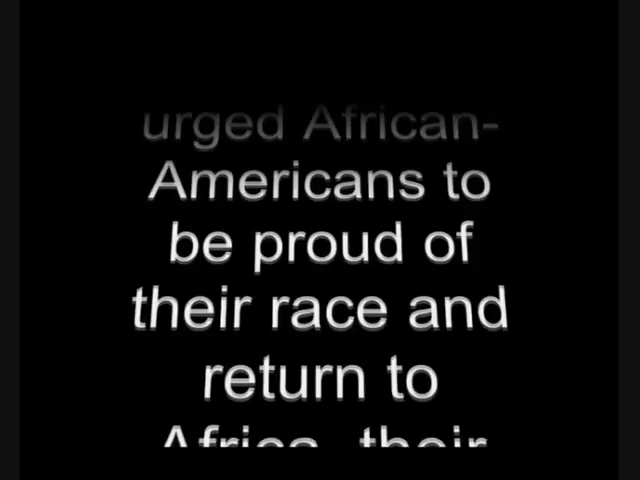 urged African-
Americans to
be proud of
their race and
return to
Africa, their